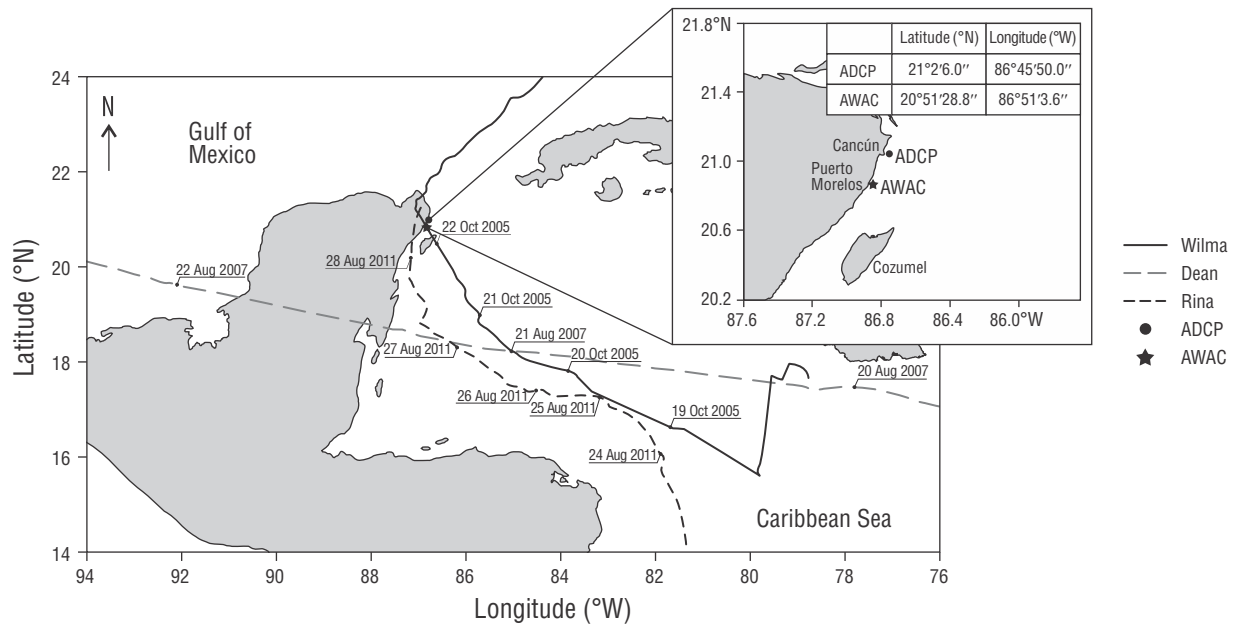 21.8°N
Latitude (°N) Longitude (°W)
ADCP 21°2′6.0″ 86°45′50.0″
AWAC 20°51′28.8″ 86°51′3.6″
21.4
21.0
20.6
20.2
87.6 87.2 86.8 86.4 86.0°W
Cancún
ADCP
Puerto
Morelos
AWAC
Cozumel
24
22
20
18
16
14
Latitude (°N)
N
Gulf of
Mexico
22 Oct 2005
28 Aug 2011
22 Aug 2007
21 Oct 2005
21 Aug 2007
27 Aug 2011
20 Oct 2005
20 Aug 2007
26 Aug 2011
25 Aug 2011
19 Oct 2005
24 Aug 2011
Caribbean Sea
94 92 90 88 86 84 82 80 78 76
Longitude (°W)
Wilma
Dean
Rina
ADCP
AWAC